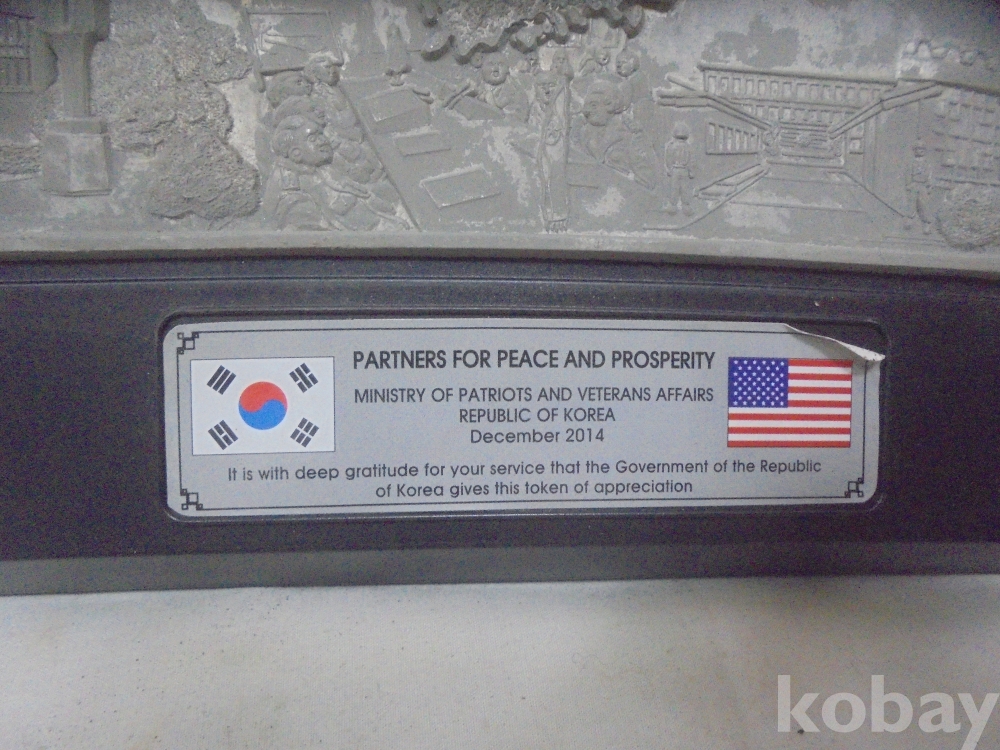 PARTNERS FOR PEACE AND PROSPERITY
MINISTRY OF PATRIOTS AND VETERANS AFFAIRS
REPUBLIC OF KOREA
December 2014
It is with deep gratitude for your service that the Government of the Republic
of Korea gives this token of appreciation
kobay